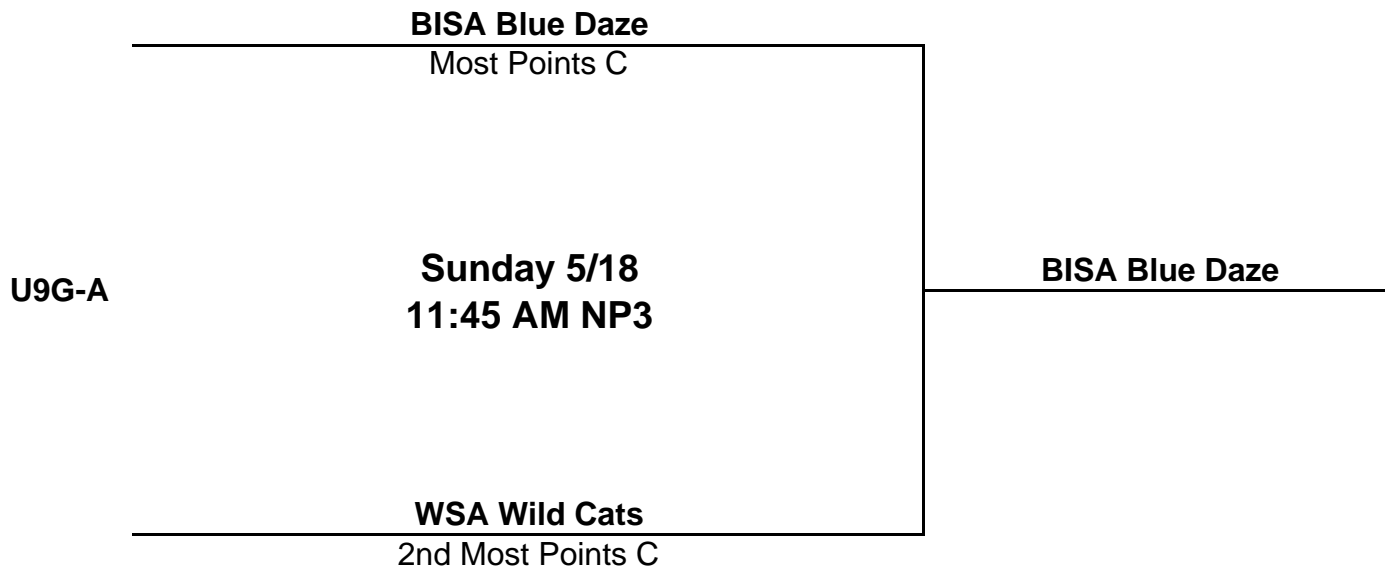 BISA Blue Daze
Most Points C
U9G-A
Sunday 5/18
11:45 AM NP3
BISA Blue Daze
WSA Wild Cats
2nd Most Points C